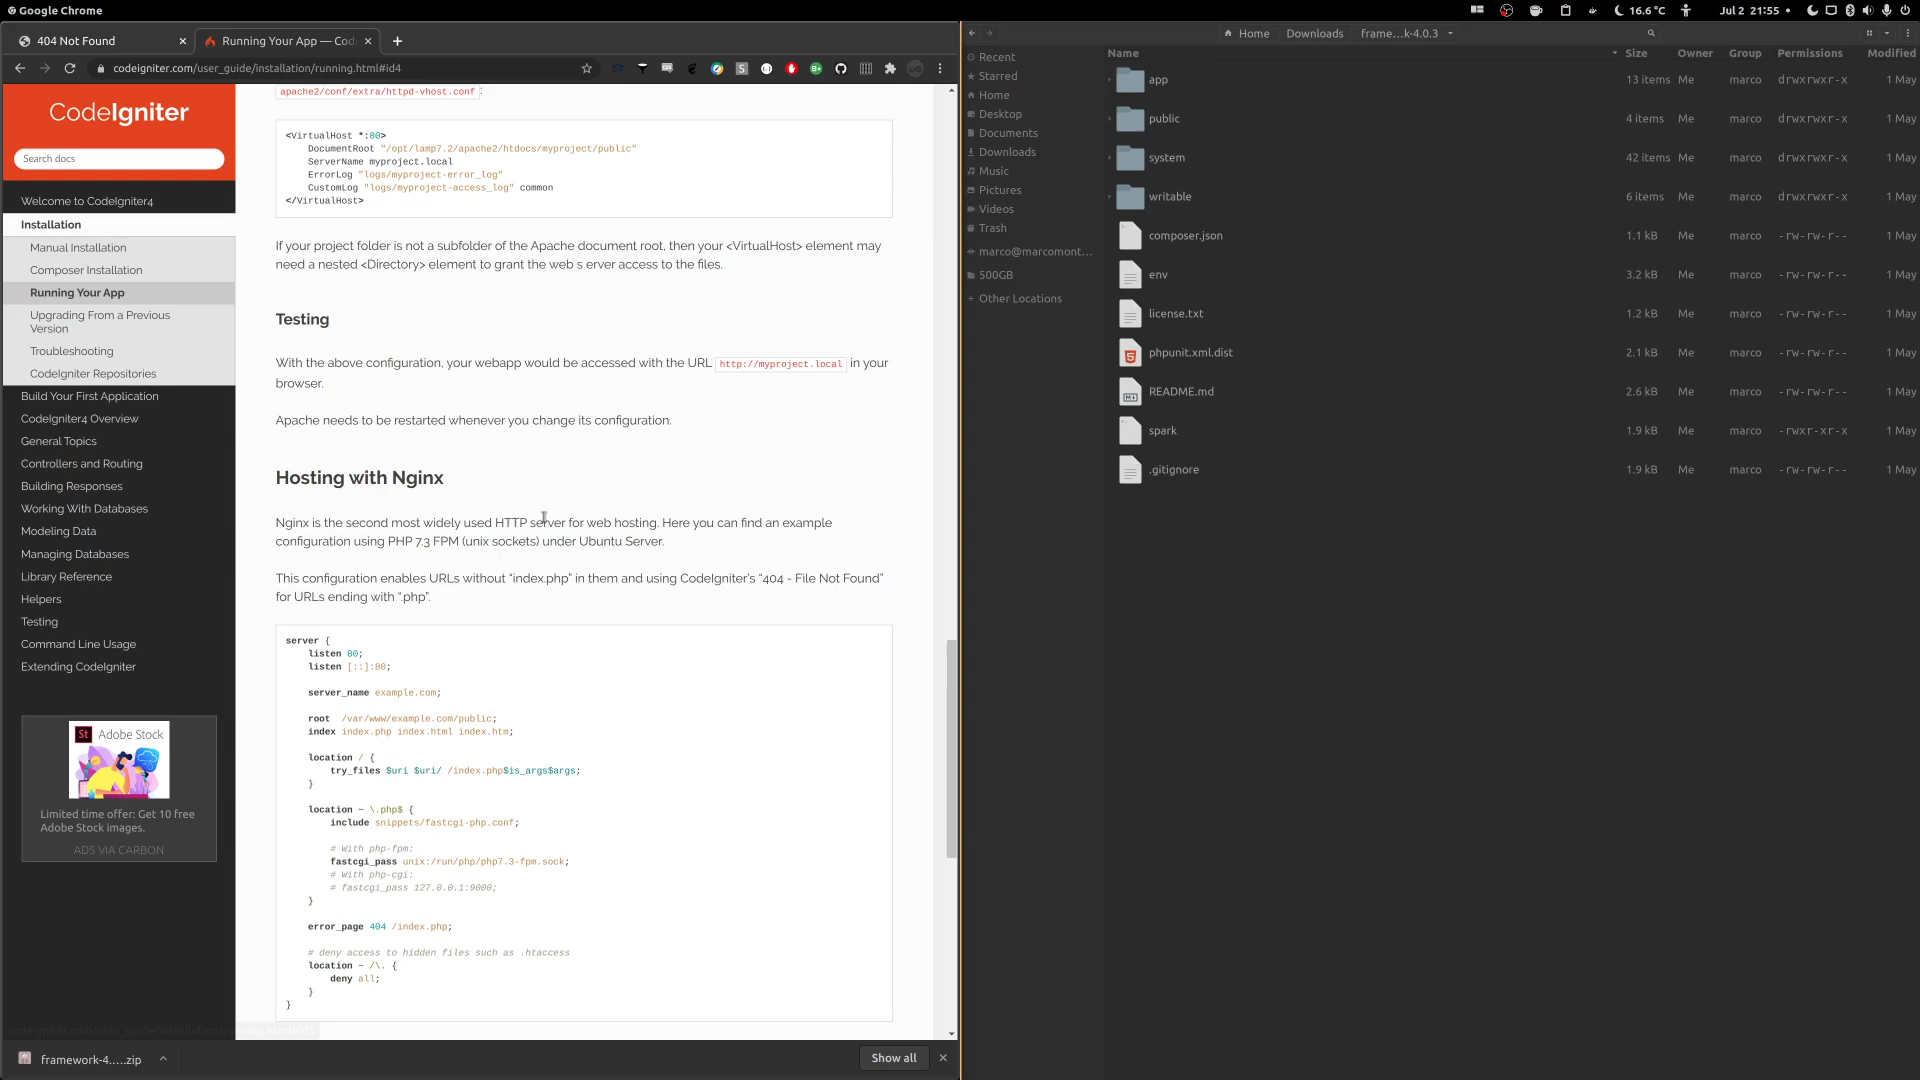 Google Chrome
16.6 °C
Jul 2 21:55
404 Not Found
Running Your App — Cod
codeigniter.com/user_guide/installation/running.html#id4
CodeIgniter
Search docs
Welcome to CodeIgniter4
Installation
Manual Installation
Composer Installation
Running Your App
Upgrading From a Previous
Version
Troubleshooting
CodeIgniter Repositories
Build Your First Application
CodeIgniter4 Overview
General Topics
Controllers and Routing
Building Responses
Working With Databases
Modeling Data
Managing Databases
Library Reference
Helpers
Testing
Command Line Usage
Extending CodeIgniter
St Adobe Stock
Limited time offer: Get 10 free
Adobe Stock images.
ADS VIA CARBON
apache2/conf/extra/httpd-vhost.conf:
<VirtualHost *:80>
DocumentRoot "/opt/lamp7.2/apache2/htdocs/myproject/public"
ServerName myproject.local
ErrorLog "logs/myproject-error_log"
CustomLog "logs/myproject-access_log" common
</VirtualHost>
If your project folder is not a subfolder of the Apache document root, then your <VirtualHost> element may
need a nested <Directory> element to grant the web s erver access to the files.
Testing
With the above configuration, your webapp would be accessed with the URL http://myproject.local in your
browser.
Apache needs to be restarted whenever you change its configuration.
Hosting with Nginx
Nginx is the second most widely used HTTP server for web hosting. Here you can find an example
configuration using PHP 7.3 FPM (unix sockets) under Ubuntu Server.
This configuration enables URLs without “index.php” in them and using CodeIgniter’s “404 - File Not Found”
for URLs ending with “.php”.
server {
listen 80;
listen [::]:80;
server_name example.com;
root /var/www/example.com/public;
index index.php index.html index.htm;
location / {
try_files $uri $uri/ /index.php$is_args$args;
}
location ~ \.php$ {
include snippets/fastcgi-php.conf;
# With php-fpm:
fastcgi_pass unix:/run/php/php7.3-fpm.sock;
# With php-cgi:
# fastcgi_pass 127.0.0.1:9000;
}
error_page 404 /index.php;
# deny access to hidden files such as .htaccess
location ~ /\. {
deny all;
}
}
framework-4.....zip
Show all
Home Downloads frame...k-4.0.3
Recent
Starred
Home
Desktop
Documents
Downloads
Music
Pictures
Videos
Trash
marco@marcomont...
500GB
+ Other Locations
Name Size Owner Group Permissions Modified
app 13 items Me marco drwxrwxr-x 1 May
public 4 items Me marco drwxrwxr-x 1 May
system 42 items Me marco drwxrwxr-x 1 May
writable 6 items Me marco drwxrwxr-x 1 May
composer.json 1.1 kB Me marco -rw-rw-r-- 1 May
env 3.2 kB Me marco -rw-rw-r-- 1 May
license.txt 1.2 kB Me marco -rw-rw-r-- 1 May
phpunit.xml.dist 2.1 kB Me marco -rw-rw-r-- 1 May
README.md 2.6 kB Me marco -rw-rw-r-- 1 May
spark 1.9 kB Me marco -rwxr-xr-x 1 May
.gitignore 1.9 kB Me marco -rw-rw-r-- 1 May